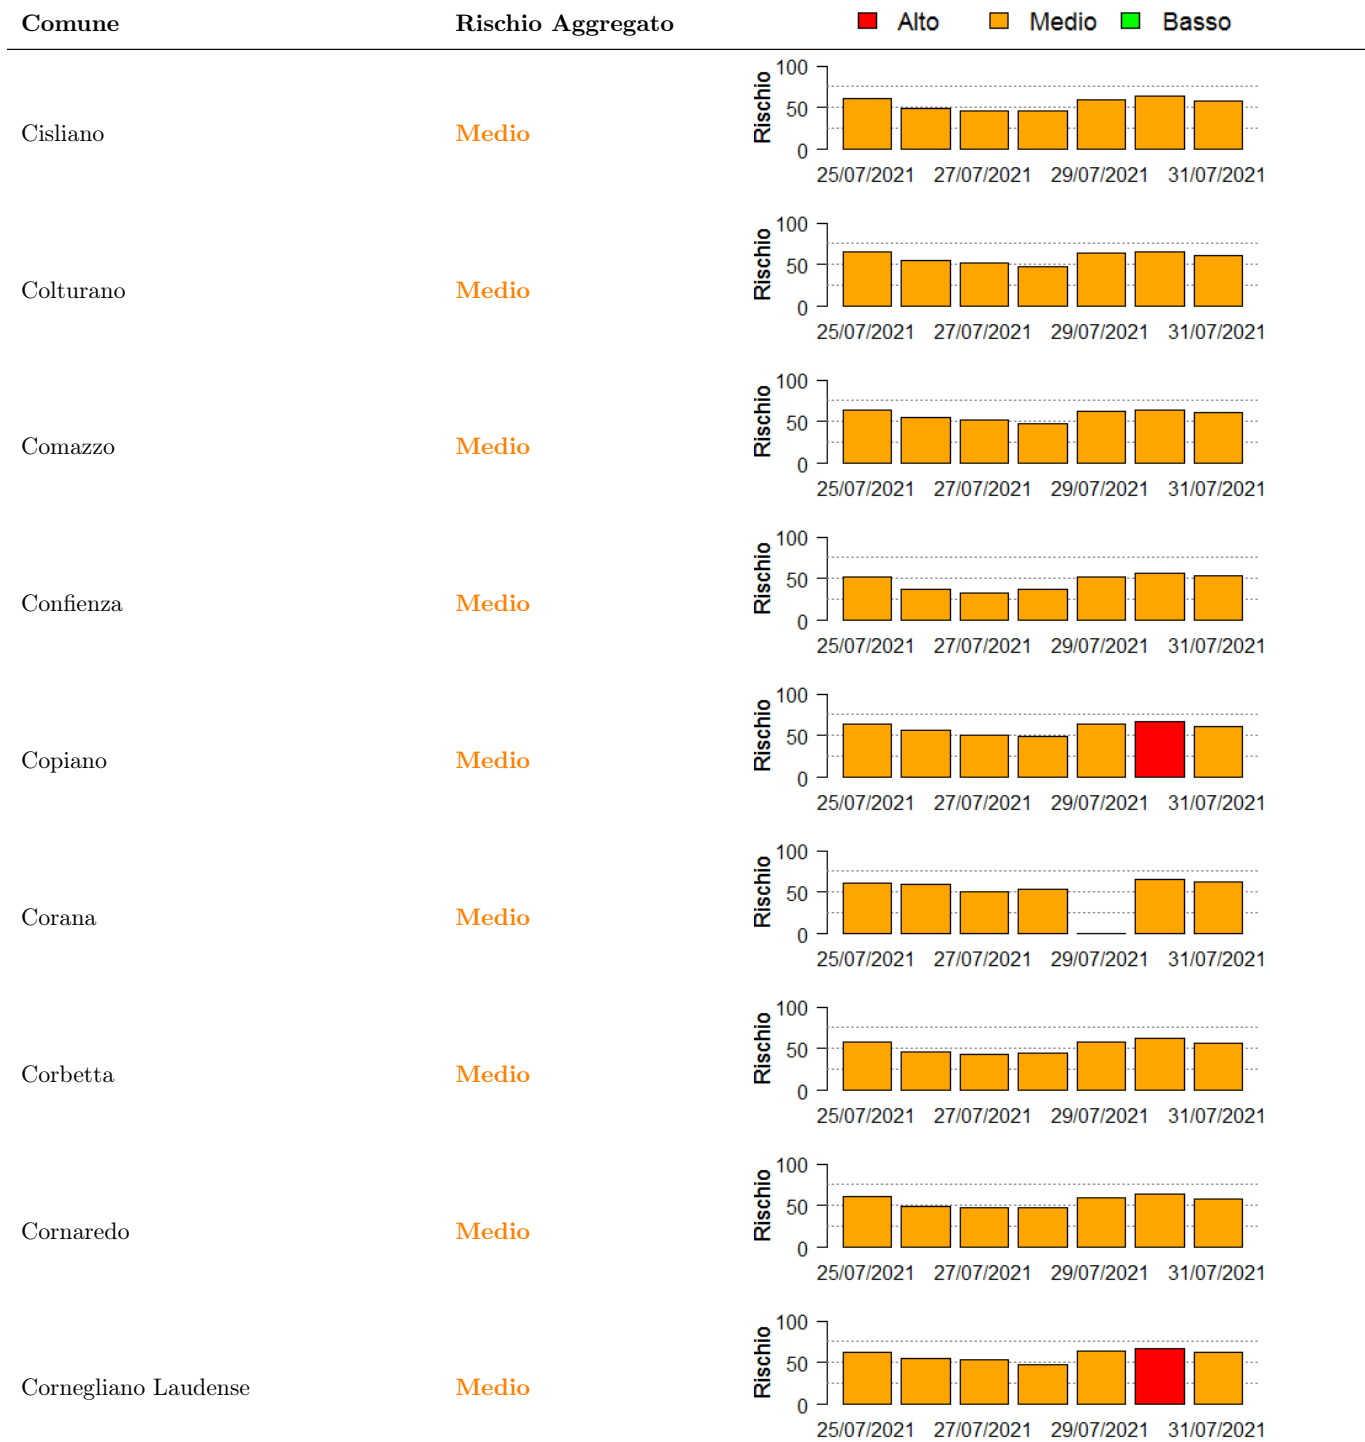 Comune Rischio Aggregato Alto Medio Basso
100
50
0
Rischio
Cisliano Medio
25/07/2021 27/07/2021 29/07/2021 31/07/2021
100
50
0
Rischio
Colturano Medio
25/07/2021 27/07/2021 29/07/2021 31/07/2021
100
50
0
Rischio
Comazzo Medio
25/07/2021 27/07/2021 29/07/2021 31/07/2021
100
50
0
Rischio
Confienza Medio
25/07/2021 27/07/2021 29/07/2021 31/07/2021
100
50
0
Rischio
Copiano Medio
25/07/2021 27/07/2021 29/07/2021 31/07/2021
100
50
0
Rischio
Corana Medio
25/07/2021 27/07/2021 29/07/2021 31/07/2021
100
50
0
Rischio
Corbetta Medio
25/07/2021 27/07/2021 29/07/2021 31/07/2021
100
50
0
Rischio
Cornaredo Medio
25/07/2021 27/07/2021 29/07/2021 31/07/2021
100
50
0
Rischio
Cornegliano Laudense Medio
25/07/2021 27/07/2021 29/07/2021 31/07/2021